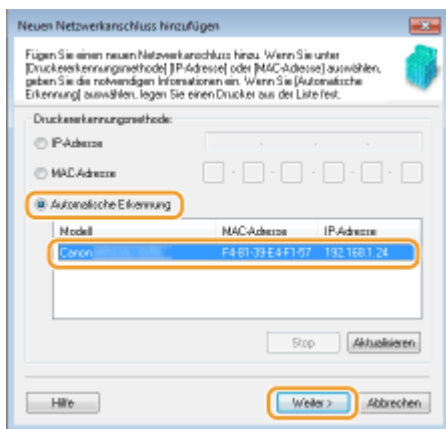 Neuen Netzwerkanschluss hinzufügen
Fügen Sie einen neuen Netzwerkanschluss hinzu. Wenn Sie unter
[Druckererkennungsmethode] [IP-Adresse] oder [MAC-Adresse] auswählen,
geben Sie die notwendigen Informationen ein. Wenn Sie [Automatische
Erkennung] auswählen, legen Sie einen Drucker aus der Liste fest.
Druckererkennungsmethode:
IP-Adresse
MAC-Adresse
Automatische Erkennung
Modell MAC-Adresse IP-Adresse
Canon F4-81-39-E4-F1-57 192.168.1.24
Stop Aktualisieren
Hilfe Weiter > Abbrechen